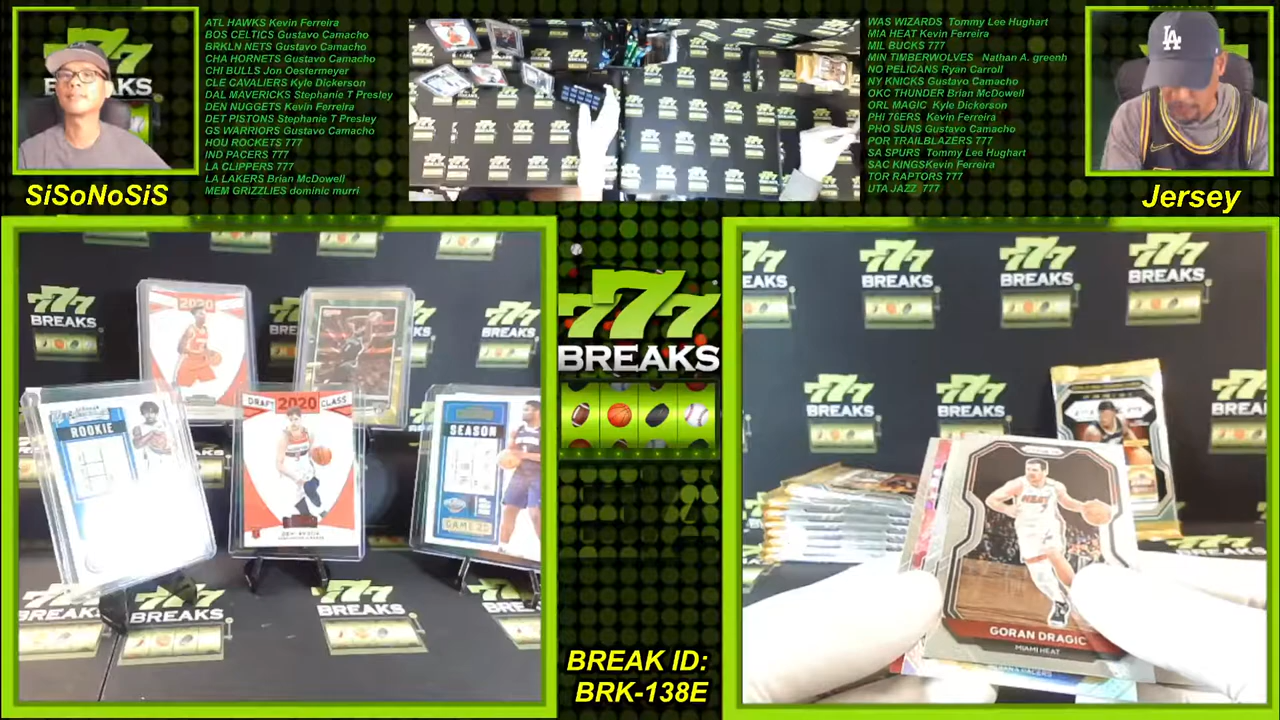 ATL HAWKS Kevin Ferreira
BOS CELTICS Gustavo Camacho
BRKLN NETS Gustavo Camacho
CHA HORNETS Gustavo Camacho
CHI BULLS Jon Oestermeyer
CLE CAVALIERS Kyle Dickerson
DAL MAVERICKS Stephanie T Presley
DEN NUGGETS Kevin Ferreira
DET PISTONS Stephanie T Presley
GS WARRIORS Gustavo Camacho
HOU ROCKETS 777
IND PACERS 777
LA CLIPPERS 777
LA LAKERS Brian McDowell
MEM GRIZZLIES dominic murri
WAS WIZARDS Tommy Lee Hughart
MIA HEAT Kevin Ferreira
MIL BUCKS 777
MIN TIMBERWOLVES Nathan A. greenh
NO PELICANS Ryan Carroll
NY KNICKS Gustavo Camacho
OKC THUNDER Brian McDowell
ORL MAGIC Kyle Dickerson
PHI 76ERS Kevin Ferreira
PHO SUNS Gustavo Camacho
POR TRAILBLAZERS 777
SA SPURS Tommy Lee Hughart
SAC KINGSKevin Ferreira
TOR RAPTORS 777
UTA JAZZ 777
LA
SiSoNoSiS
Jersey
777
BREAKS
2020
ROOKIE
DRAFT 2020 CLASS
SEASON
777
BREAKS
777
BREAKS
GORAN DRAGIC
MIAMI HEAT
BREAK ID:
BRK-138E